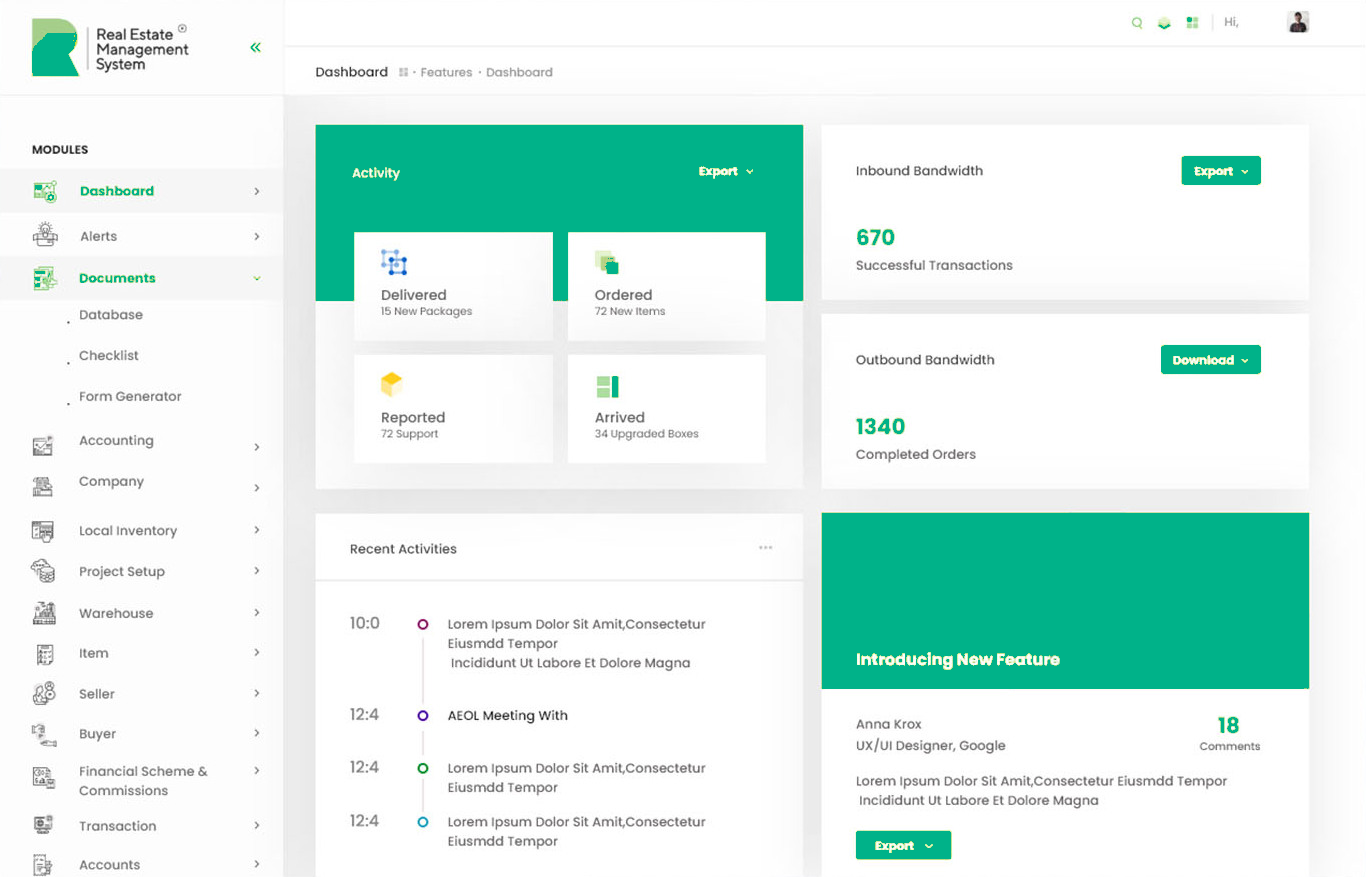 Real Estate ®
Management
System
«
Hi,
Dashboard · Features · Dashboard
MODULES
Dashboard
Alerts
Documents
. Database
. Checklist
. Form Generator
Accounting
Company
Local Inventory
Project Setup
Warehouse
Item
Seller
Buyer
Financial Scheme &
Commissions
Transaction
Accounts
Activity
Export
Delivered
15 New Packages
Ordered
72 New Items
Reported
72 Support
Arrived
34 Upgraded Boxes
Inbound Bandwidth
Export
670
Successful Transactions
Outbound Bandwidth
Download
1340
Completed Orders
Recent Activities
10:0
Lorem Ipsum Dolor Sit Amit,Consectetur
Eiusmdd Tempor
Incididunt Ut Labore Et Dolore Magna
12:4
AEOL Meeting With
12:4
Lorem Ipsum Dolor Sit Amit,Consectetur
Eiusmdd Tempor
12:4
Lorem Ipsum Dolor Sit Amit,Consectetur
Eiusmdd Tempor
Introducing New Feature
Anna Krox
UX/UI Designer, Google
18
Comments
Lorem Ipsum Dolor Sit Amit,Consectetur Eiusmdd Tempor
Incididunt Ut Labore Et Dolore Magna
Export